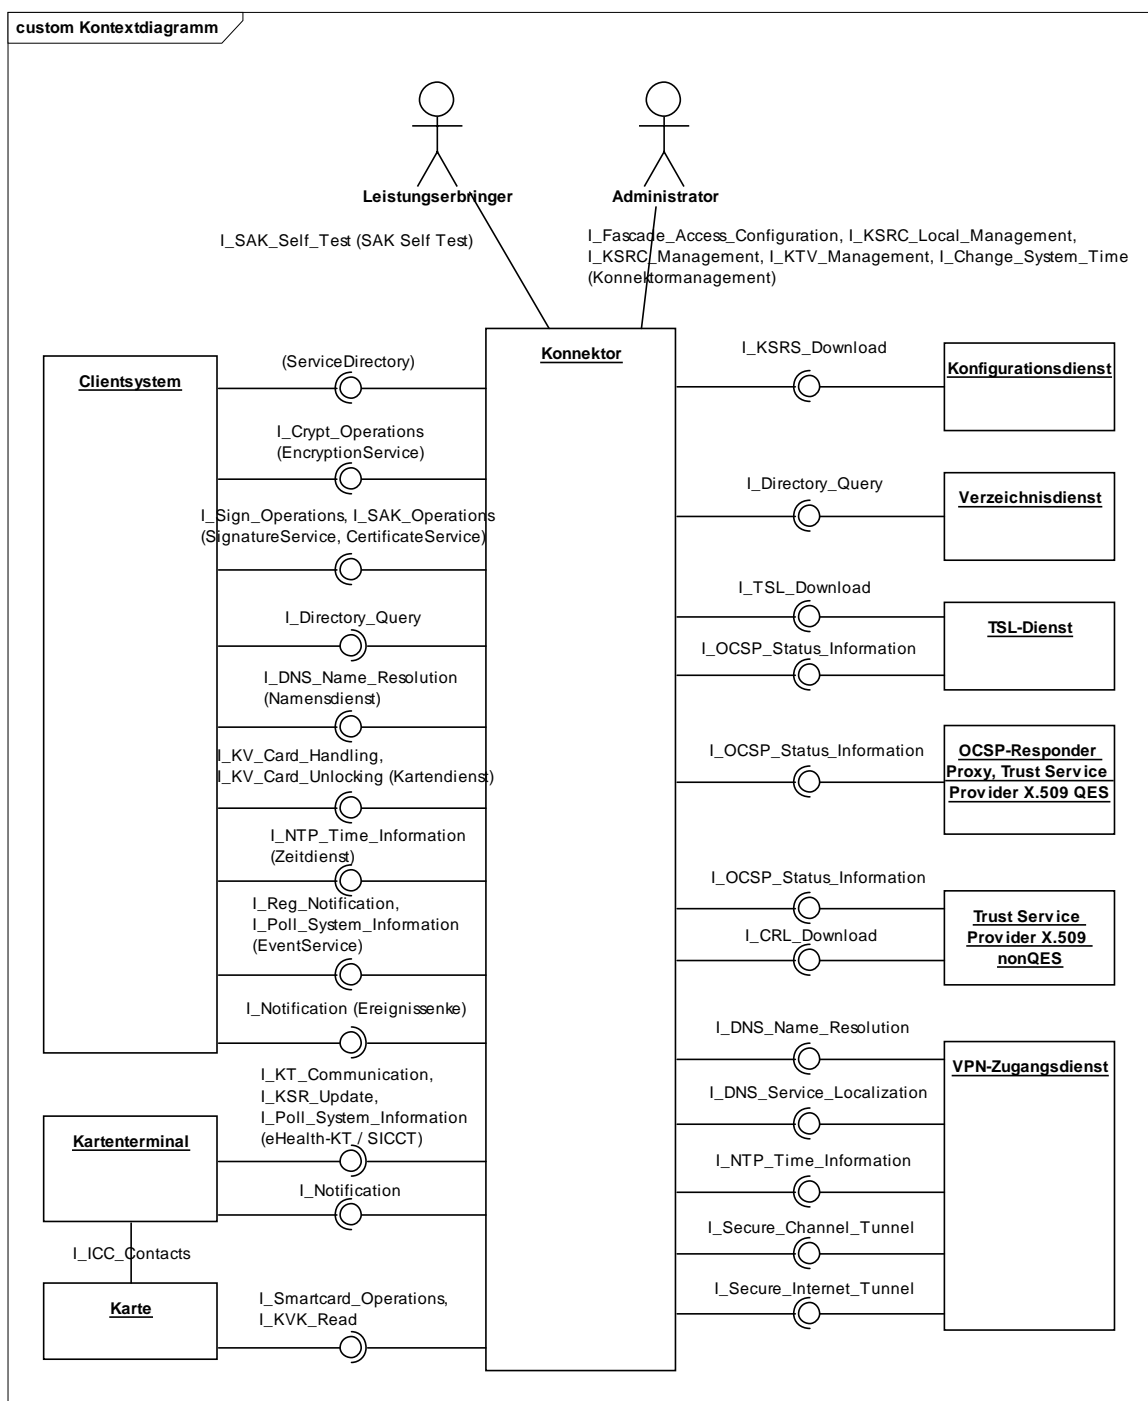 custom Kontextdiagramm
Leistungserbringer
Administrator
I_SAK_Self_Test (SAK Self Test)
I_Fascade_Access_Configuration, I_KSRC_Local_Management,
I_KSRC_Management, I_KTV_Management, I_Change_System_Time
(Konnektormanagement)
Clientsystem
(ServiceDirectory)
I_Crypt_Operations
(EncryptionService)
I_Sign_Operations, I_SAK_Operations
(SignatureService, CertificateService)
I_Directory_Query
I_DNS_Name_Resolution
(Namensdienst)
I_KV_Card_Handling,
I_KV_Card_Unlocking (Kartendienst)
I_NTP_Time_Information
(Zeitdienst)
I_Reg_Notification,
I_Poll_System_Information
(EventService)
I_Notification (Ereignissenke)
Kartenterminal
I_KT_Communication,
I_KSR_Update,
I_Poll_System_Information
(eHealth-KT / SICCT)
I_Notification
I_ICC_Contacts
Karte
I_Smartcard_Operations,
I_KVK_Read
Konnektor
I_KSRS_Download
Konfigurationsdienst
I_Directory_Query
Verzeichnisdienst
I_TSL_Download
I_OCSP_Status_Information
TSL-Dienst
I_OCSP_Status_Information
OCSP-Responder
Proxy, Trust Service
Provider X.509 QES
I_OCSP_Status_Information
I_CRL_Download
Trust Service
Provider X.509
nonQES
I_DNS_Name_Resolution
I_DNS_Service_Localization
I_NTP_Time_Information
I_Secure_Channel_Tunnel
I_Secure_Internet_Tunnel
VPN-Zugangsdienst